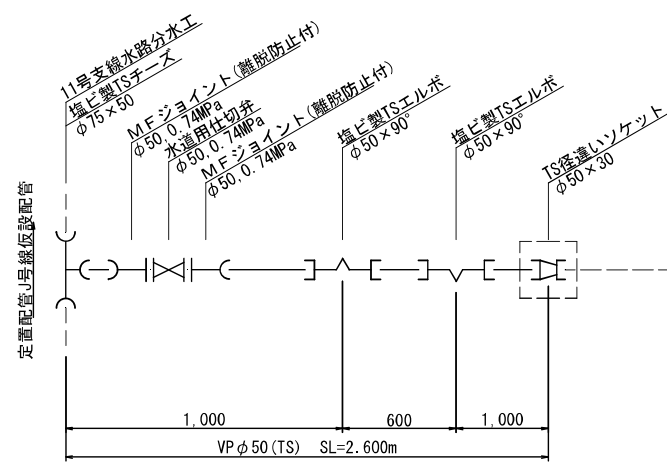 11号支線水路分水工
塩ビ製TSチーズ
φ75×50
MFジョイント(離脱防止付)
φ50, 0.74MPa
水道用仕切弁
φ50, 0.74MPa
MFジョイント(離脱防止付)
φ50, 0.74MPa
塩ビ製TSエルボ
φ50×90°
塩ビ製TSエルボ
φ50×90°
TS径違いソケット
φ50×30
定置配管J号線仮設配管
1,000
600
1,000
VPφ50(TS) SL=2.600m